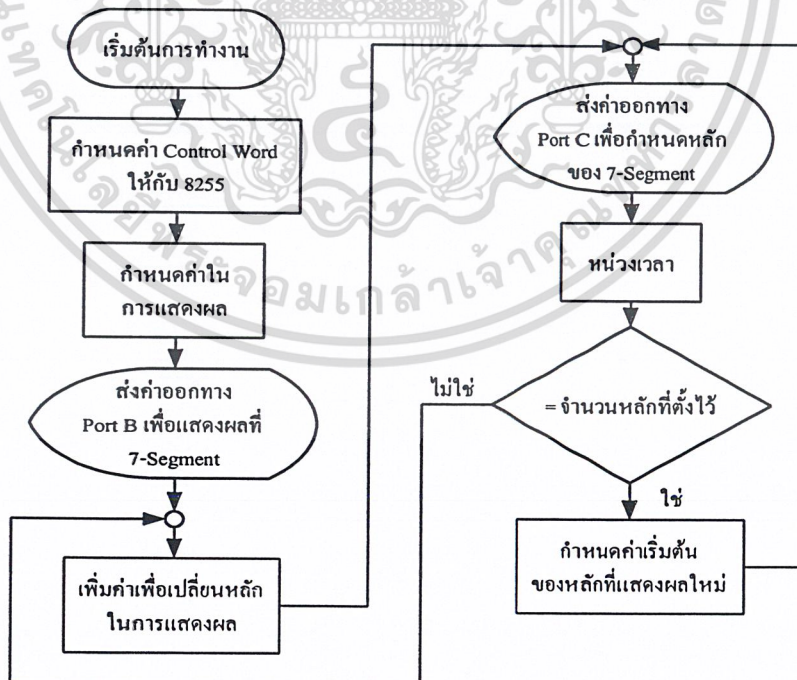 เริ่มต้นการทำงาน
กำหนดค่า Control Word
ให้กับ 8255
กำหนดค่าใน
การแสดงผล
ส่งค่าออกทาง
Port B เพื่อแสดงผลที่
7-Segment
เพิ่มค่าเพื่อเปลี่ยนหลัก
ในการแสดงผล
ส่งค่าออกทาง
Port C เพื่อกำหนดหลัก
ของ 7-Segment
หน่วงเวลา
= จำนวนหลักที่ตั้งไว้
ไม่ใช่
ใช่
กำหนดค่าเริ่มต้น
ของหลักที่แสดงผลใหม่